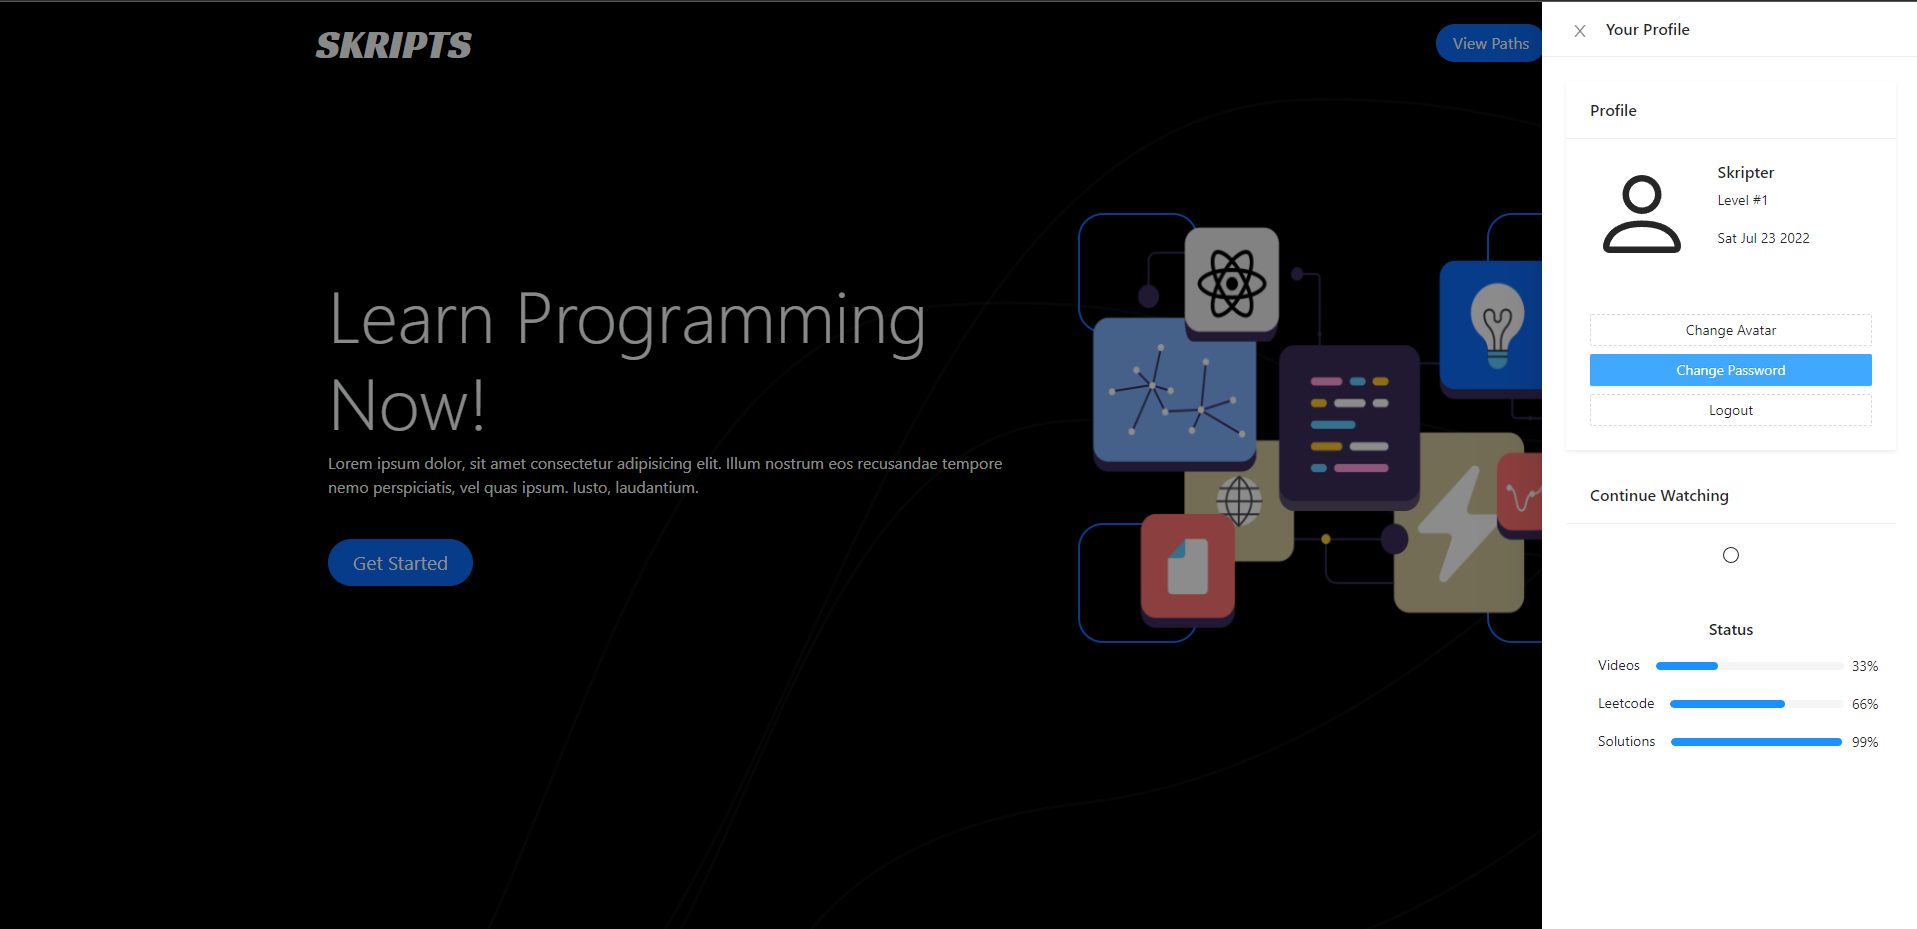 SKRIPTS
View Paths
Learn Programming
Now!
Lorem ipsum dolor, sit amet consectetur adipisicing elit. Illum nostrum eos recusandae tempore
nemo perspiciatis, vel quas ipsum. Iusto, laudantium.
Get Started
Your Profile
Profile
Skripter
Level #1
Sat Jul 23 2022
Change Avatar
Change Password
Logout
Continue Watching
Status
Videos 33%
Leetcode 66%
Solutions 99%